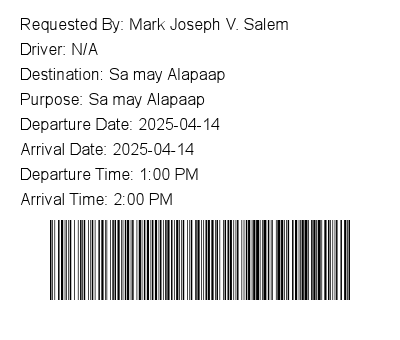 Requested By: Mark Joseph V. Salem
Driver: N/A
Destination: Sa may Alapaap
Purpose: Sa may Alapaap
Departure Date: 2025-04-14
Arrival Date: 2025-04-14
Departure Time: 1:00 PM
Arrival Time: 2:00 PM